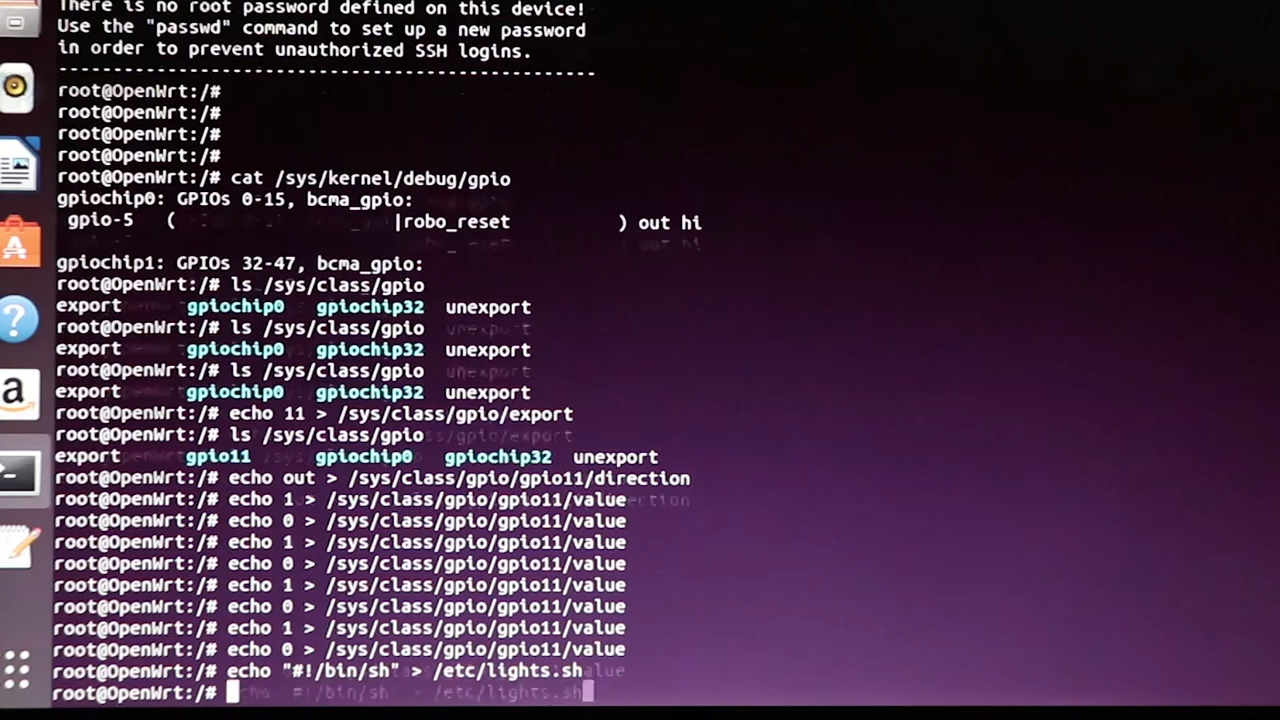 There is no root password defined on this device!
Use the "passwd" command to set up a new password
in order to prevent unauthorized SSH logins.
--------------------------------------------------
root@OpenWrt:/#
root@OpenWrt:/#
root@OpenWrt:/#
root@OpenWrt:/#
root@OpenWrt:/# cat /sys/kernel/debug/gpio
gpiochip0: GPIOs 0-15, bcma_gpio:
gpio-5 ( |robo_reset ) out hi
gpiochip1: GPIOs 32-47, bcma_gpio:
root@OpenWrt:/# ls /sys/class/gpio
export gpiochip0 gpiochip32 unexport
root@OpenWrt:/# ls /sys/class/gpio
export gpiochip0 gpiochip32 unexport
root@OpenWrt:/# ls /sys/class/gpio
export gpiochip0 gpiochip32 unexport
root@OpenWrt:/# echo 11 > /sys/class/gpio/export
root@OpenWrt:/# ls /sys/class/gpio
export gpio11 gpiochip0 gpiochip32 unexport
root@OpenWrt:/# echo out > /sys/class/gpio/gpio11/direction
root@OpenWrt:/# echo 1 > /sys/class/gpio/gpio11/value
root@OpenWrt:/# echo 0 > /sys/class/gpio/gpio11/value
root@OpenWrt:/# echo 1 > /sys/class/gpio/gpio11/value
root@OpenWrt:/# echo 0 > /sys/class/gpio/gpio11/value
root@OpenWrt:/# echo 1 > /sys/class/gpio/gpio11/value
root@OpenWrt:/# echo 0 > /sys/class/gpio/gpio11/value
root@OpenWrt:/# echo 1 > /sys/class/gpio/gpio11/value
root@OpenWrt:/# echo 0 > /sys/class/gpio/gpio11/value
root@OpenWrt:/# echo "#!/bin/sh" > /etc/lights.sh
root@OpenWrt:/#